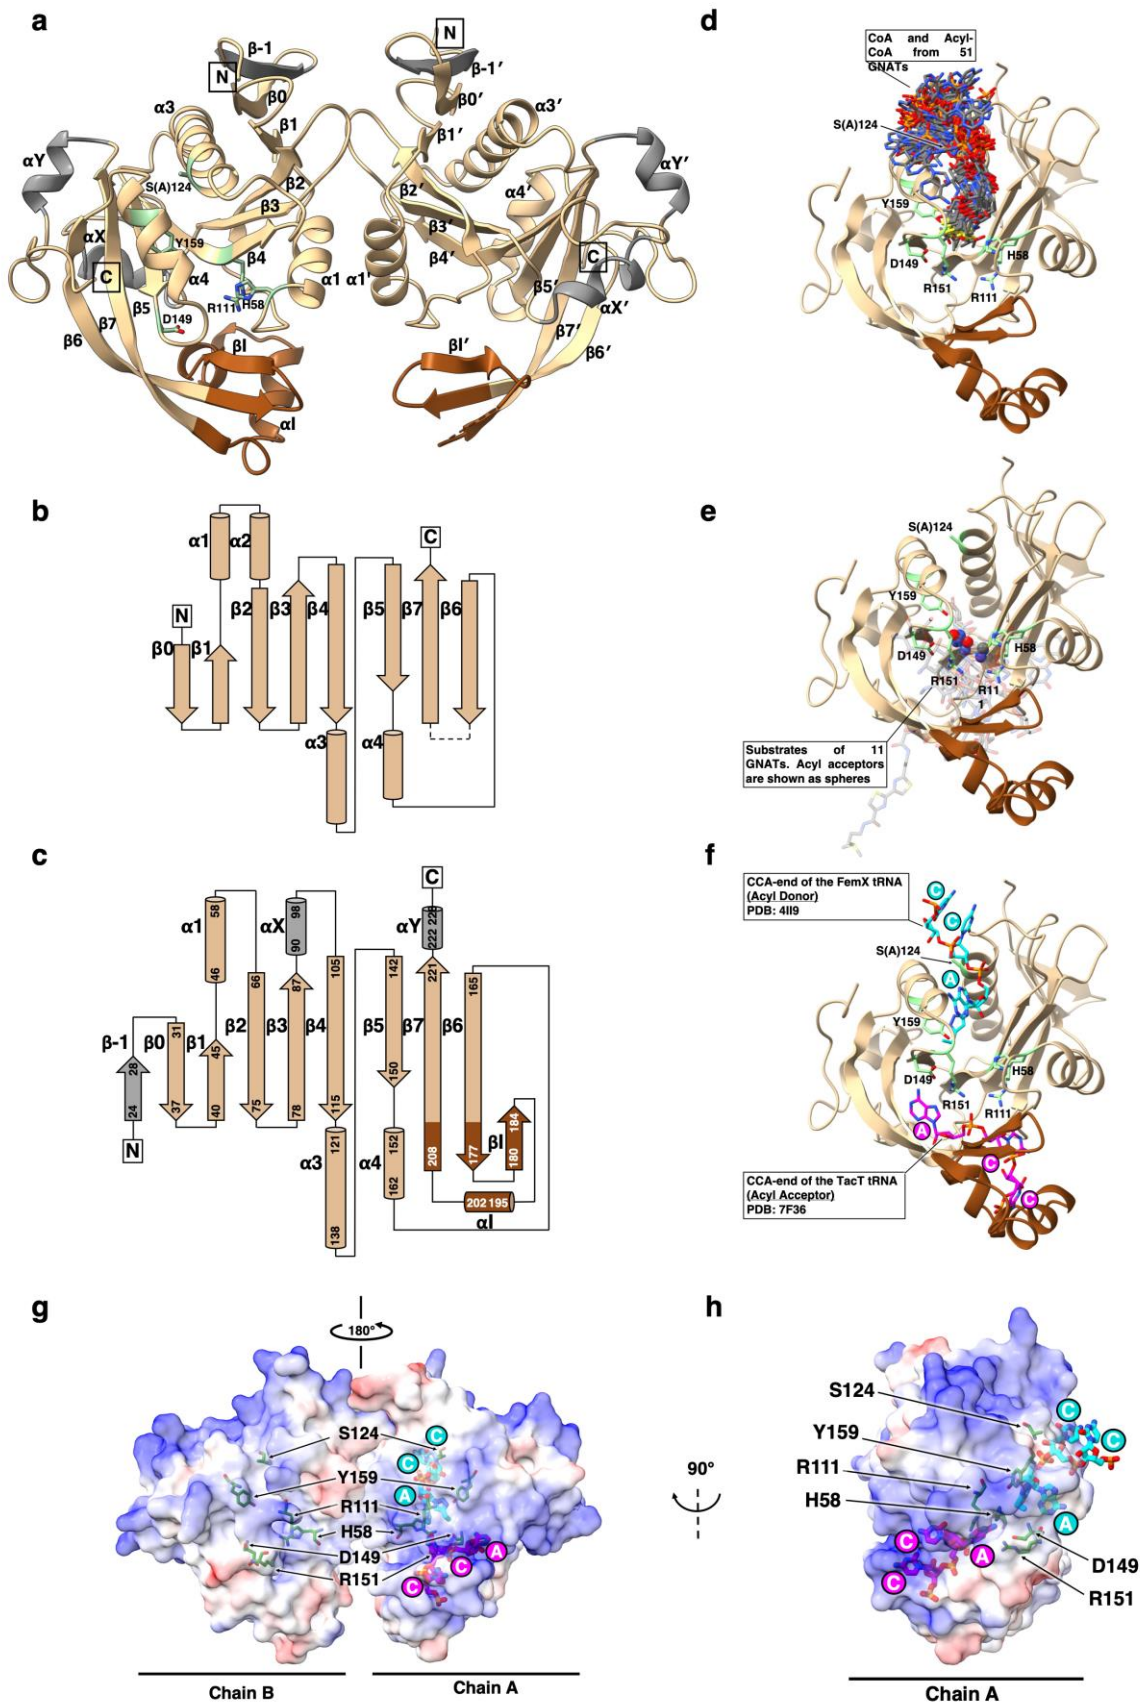 a
N
β-1
N
β0
α3
β1
αY
S(A)124
β2
β3
Y159
αX
β4
C
α4
α1
R111
H58
β5
D149
β7
β6
βI
αI
N
β-1′
β0′
α3′
β1′
αY′
α4′
β2′
β3′
β4′
C
α1′
β5′
αX′
β7′
βI′
β6′
b
α1
α2
C
β2
β3
β4
β5
β7
β6
N
β0
β1
α3
α4
c
C
58
98
αY
222 228
α1
αX
90
46
66
105
142
221
165
87
β2
β3
β4
β5
β7
β6
31
β-1
β0
β1
45
28
150
184
24
37
40
75
78
115
βI
N
121
152
208
177
180
α3
α4
162
202 195
138
αI
d
CoA and Acyl-
CoA from 51
GNATs
S(A)124
Y159
D149
H58
R151
R111
e
S(A)124
Y159
D149
H58
R151
R11
1
Substrates of 11
GNATs. Acyl acceptors
are shown as spheres
f
CCA-end of the FemX tRNA
(Acyl Donor)
PDB: 4II9
C
C
S(A)124
A
Y159
D149
H58
R151
R111
A
CCA-end of the TacT tRNA
(Acyl Acceptor)
PDB: 7F36
C
C
g
180°
S124
C
C
Y159
A
R111
H58
D149
A
R151
C
C
Chain B
Chain A
h
90°
S124
C
C
Y159
R111
H58
A
C
A
D149
C
R151
Chain A